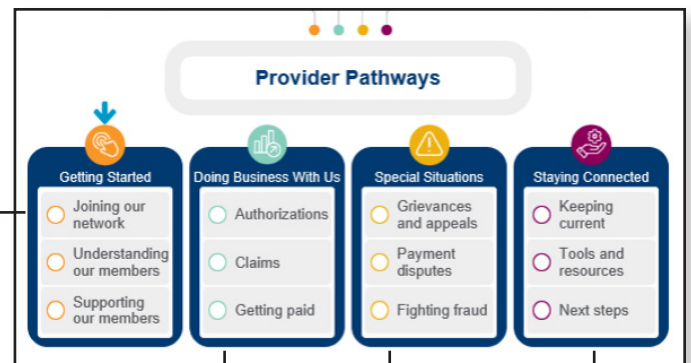 Provider Pathways
Getting Started
Joining our
network
Understanding
our members
Supporting
our members
Doing Business With Us
Authorizations
Claims
Getting paid
Special Situations
Grievances
and appeals
Payment
disputes
Fighting fraud
Staying Connected
Keeping
current
Tools and
resources
Next steps